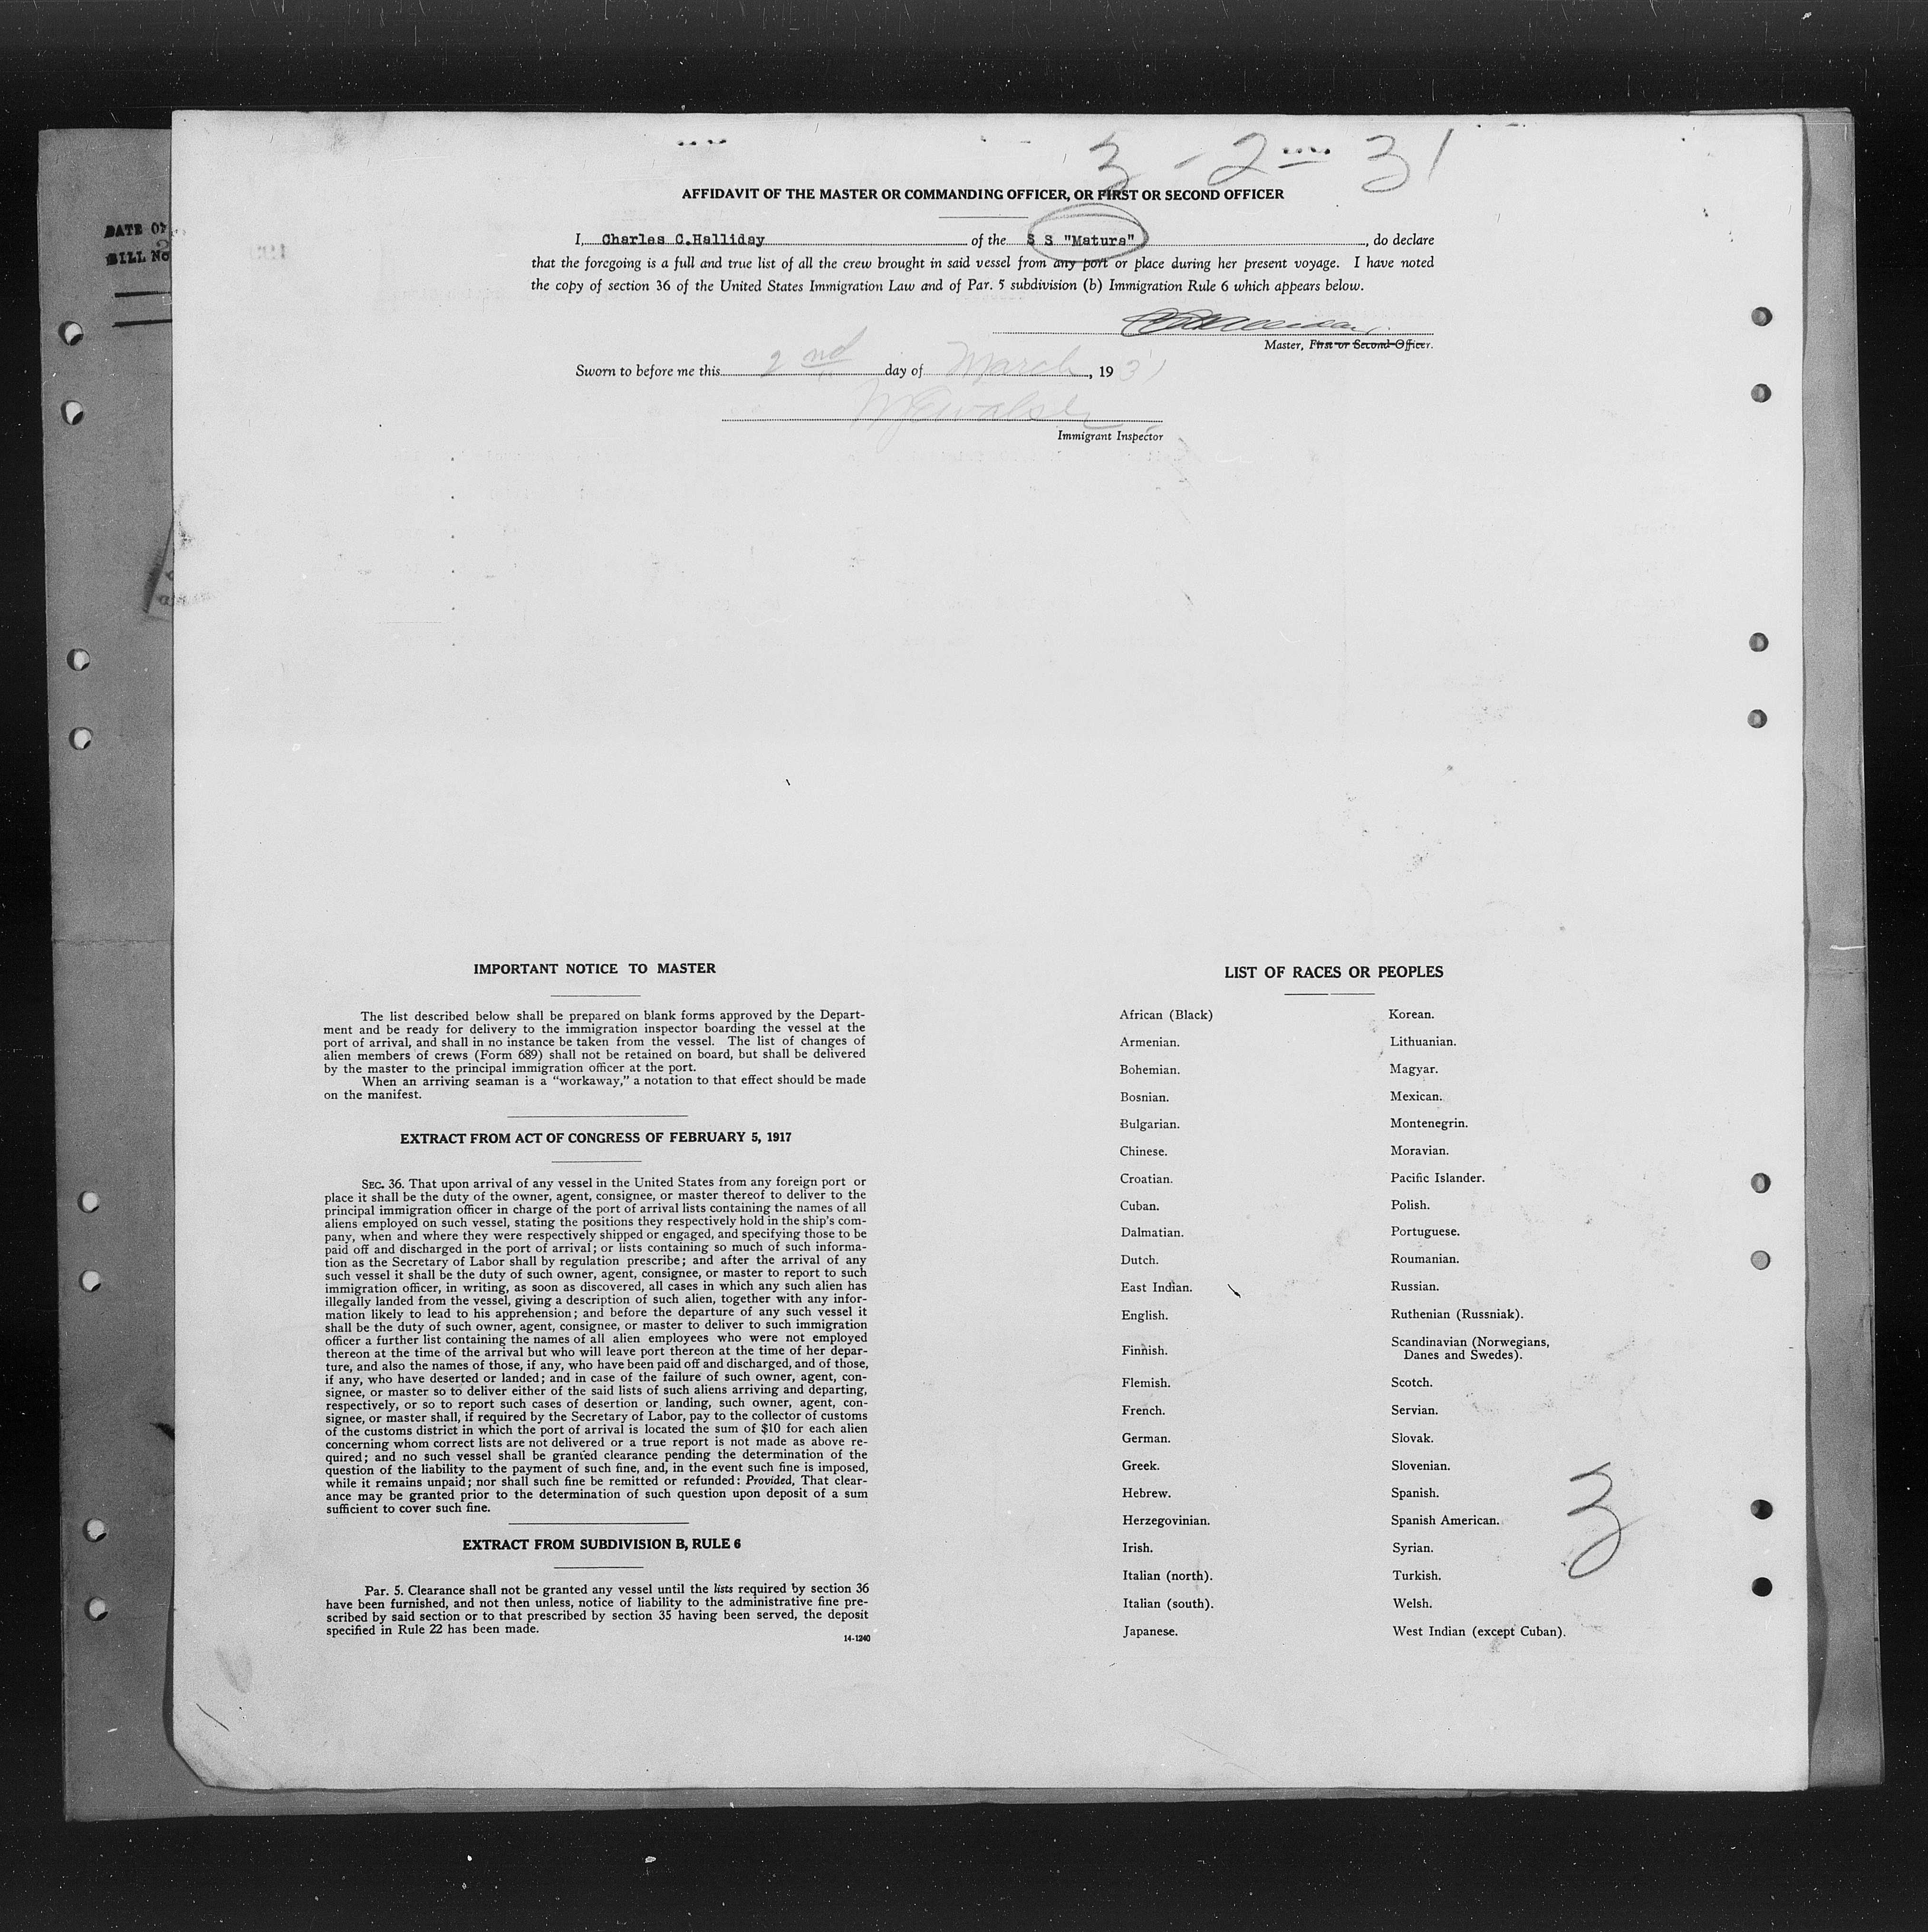 3 - 2 - 31
AFFIDAVIT OF THE MASTER OR COMMANDING OFFICER, OR FIRST OR SECOND OFFICER
DATE OF
BILL No
I, Charles C.Halliday of the S S "Matura", do declare
that the foregoing is a full and true list of all the crew brought in said vessel from any port or place during her present voyage. I have noted
the copy of section 36 of the United States Immigration Law and of Par. 5 subdivision (b) Immigration Rule 6 which appears below.
Master, First or Second Officer.
Sworn to before me this 2nd day of March, 1931
Immigrant Inspector
IMPORTANT NOTICE TO MASTER
The list described below shall be prepared on blank forms approved by the Depart-
ment and be ready for delivery to the immigration inspector boarding the vessel at the
port of arrival, and shall in no instance be taken from the vessel. The list of changes of
alien members of crews (Form 689) shall not be retained on board, but shall be delivered
by the master to the principal immigration officer at the port.
When an arriving seaman is a “workaway,” a notation to that effect should be made
on the manifest.
EXTRACT FROM ACT OF CONGRESS OF FEBRUARY 5, 1917
SEC. 36. That upon arrival of any vessel in the United States from any foreign port or
place it shall be the duty of the owner, agent, consignee, or master thereof to deliver to the
principal immigration officer in charge of the port of arrival lists containing the names of all
aliens employed on such vessel, stating the positions they respectively hold in the ship's com-
pany, when and where they were respectively shipped or engaged, and specifying those to be
paid off and discharged in the port of arrival; or lists containing so much of such informa-
tion as the Secretary of Labor shall by regulation prescribe; and after the arrival of any
such vessel it shall be the duty of such owner, agent, consignee, or master to report to such
immigration officer, in writing, as soon as discovered, all cases in which any such alien has
illegally landed from the vessel, giving a description of such alien, together with any infor-
mation likely to lead to his apprehension; and before the departure of any such vessel it
shall be the duty of such owner, agent, consignee, or master to deliver to such immigration
officer a further list containing the names of all alien employees who were not employed
thereon at the time of the arrival but who will leave port thereon at the time of her depar-
ture, and also the names of those, if any, who have been paid off and discharged, and of those,
if any, who have deserted or landed; and in case of the failure of such owner, agent, con-
signee, or master so to deliver either of the said lists of such aliens arriving and departing,
respectively, or so to report such cases of desertion or landing, such owner, agent, con-
signee, or master shall, if required by the Secretary of Labor, pay to the collector of customs
of the customs district in which the port of arrival is located the sum of $10 for each alien
concerning whom correct lists are not delivered or a true report is not made as above re-
quired; and no such vessel shall be granted clearance pending the determination of the
question of the liability to the payment of such fine, and, in the event such fine is imposed,
while it remains unpaid; nor shall such fine be remitted or refunded: Provided, That clear-
ance may be granted prior to the determination of such question upon deposit of a sum
sufficient to cover such fine.
EXTRACT FROM SUBDIVISION B, RULE 6
Par. 5. Clearance shall not be granted any vessel until the lists required by section 36
have been furnished, and not then unless, notice of liability to the administrative fine pre-
scribed by said section or to that prescribed by section 35 having been served, the deposit
specified in Rule 22 has been made.
14-1240
LIST OF RACES OR PEOPLES
African (Black)
Armenian.
Bohemian.
Bosnian.
Bulgarian.
Chinese.
Croatian.
Cuban.
Dalmatian.
Dutch.
East Indian.
English.
Finnish.
Flemish.
French.
German.
Greek.
Hebrew.
Herzegovinian.
Irish.
Italian (north).
Italian (south).
Japanese.
Korean.
Lithuanian.
Magyar.
Mexican.
Montenegrin.
Moravian.
Pacific Islander.
Polish.
Portuguese.
Roumanian.
Russian.
Ruthenian (Russniak).
Scandinavian (Norwegians,
Danes and Swedes).
Scotch.
Servian.
Slovak.
Slovenian.
Spanish.
Spanish American.
Syrian.
Turkish.
Welsh.
West Indian (except Cuban).
3